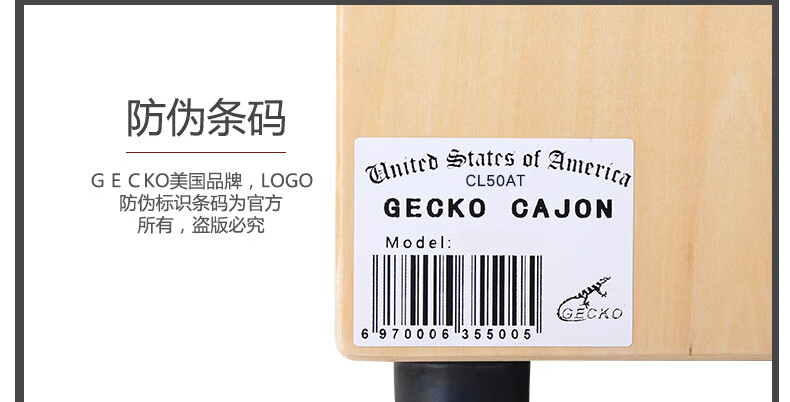 防伪条码
G E C KO美国品牌，LOGO
防伪标识条码为官方
所有，盗版必究
United States of America
CL50AT
GECKO CAJON
Model:
6 970006 355005
GECKO